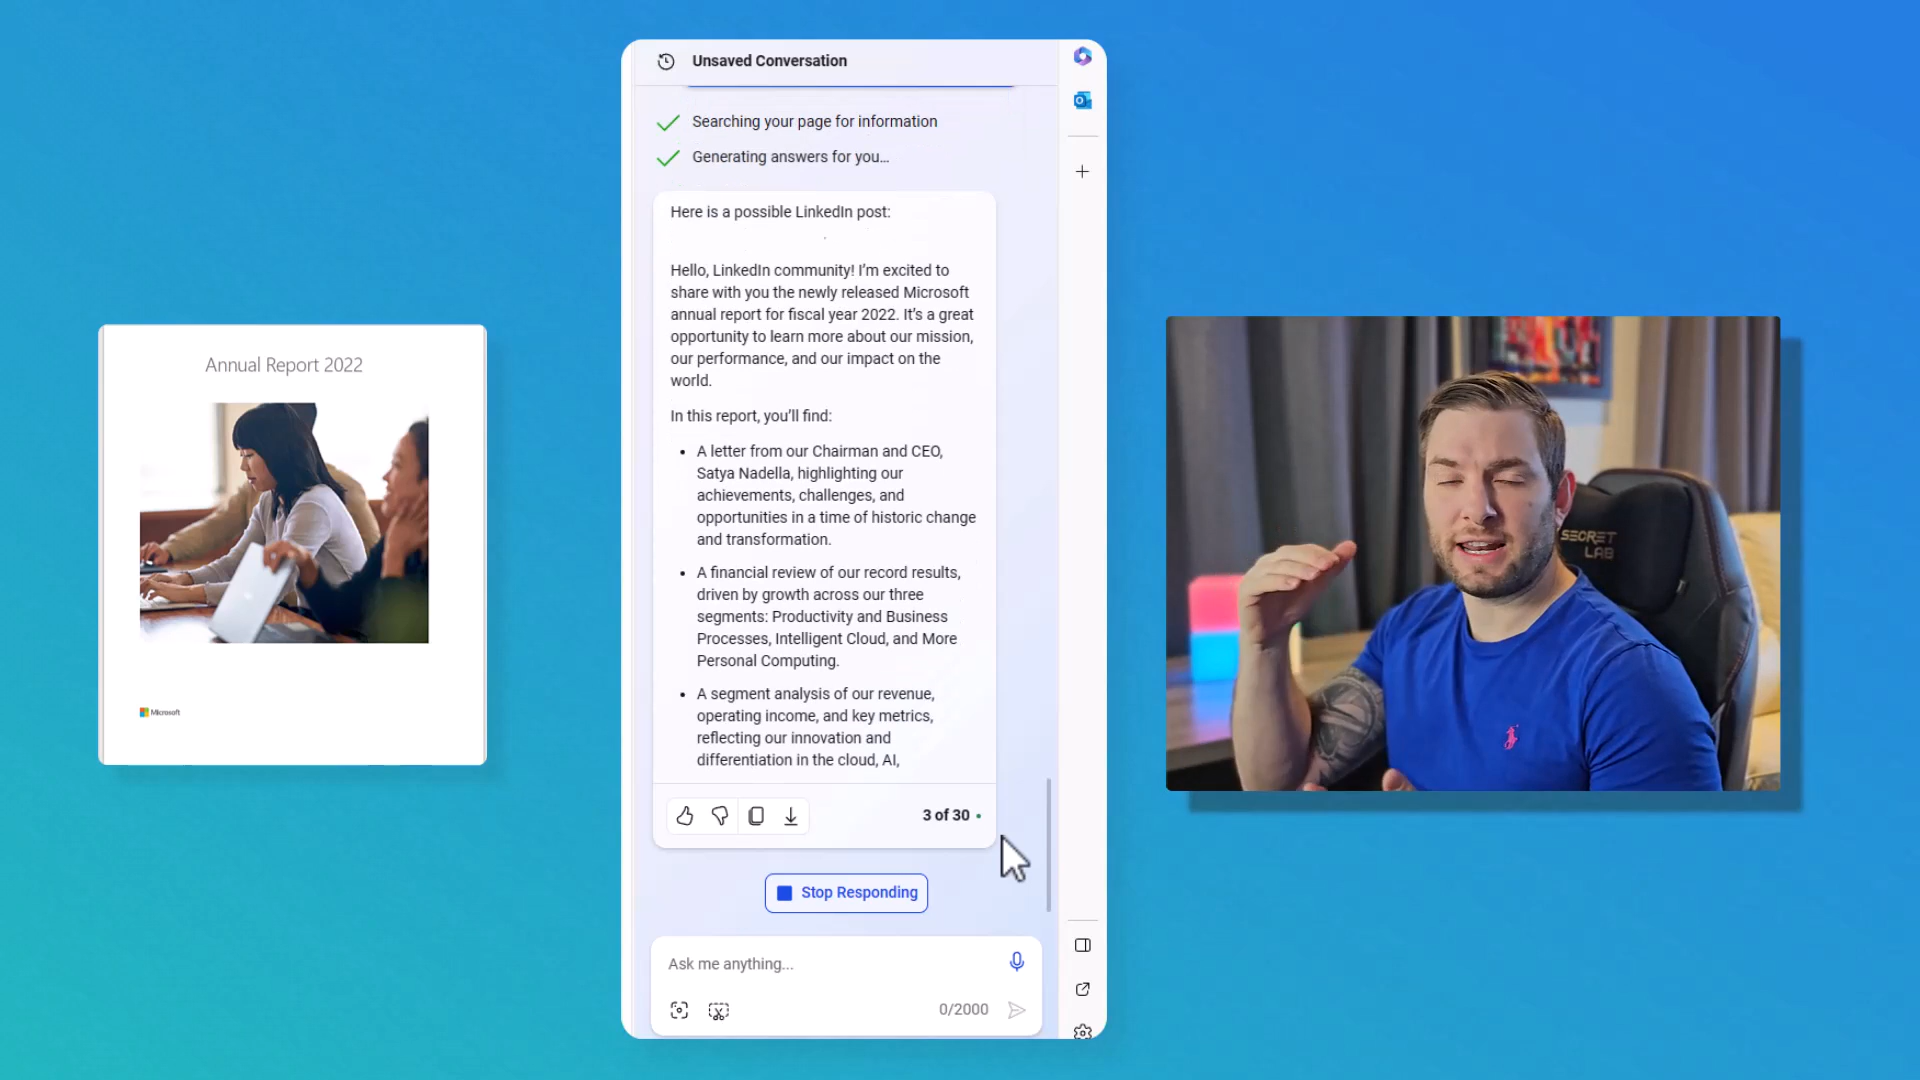 Annual Report 2022
Microsoft
Unsaved Conversation
Searching your page for information
Generating answers for you...
Here is a possible LinkedIn post:
Hello, LinkedIn community! I'm excited to
share with you the newly released Microsoft
annual report for fiscal year 2022. It's a great
opportunity to learn more about our mission,
our performance, and our impact on the
world.
In this report, you'll find:
• A letter from our Chairman and CEO,
Satya Nadella, highlighting our
achievements, challenges, and
opportunities in a time of historic change
and transformation.
• A financial review of our record results,
driven by growth across our three
segments: Productivity and Business
Processes, Intelligent Cloud, and More
Personal Computing.
• A segment analysis of our revenue,
operating income, and key metrics,
reflecting our innovation and
differentiation in the cloud, AI,
3 of 30
Stop Responding
Ask me anything...
0/2000
SECRET
LAB